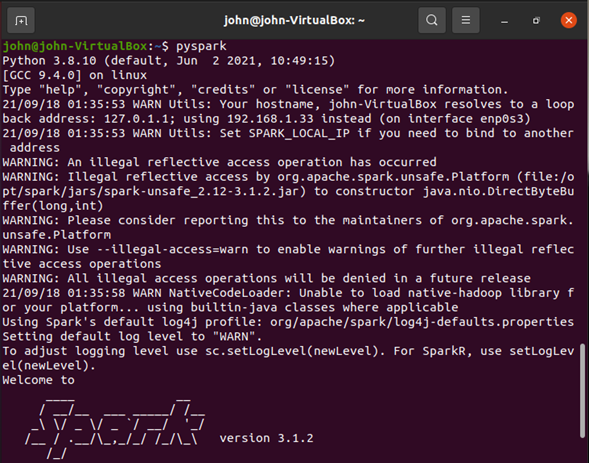 john@john-VirtualBox: ~
john@john-VirtualBox:~$ pyspark
Python 3.8.10 (default, Jun  2 2021, 10:49:15)
[GCC 9.4.0] on linux
Type "help", "copyright", "credits" or "license" for more information.
21/09/18 01:35:53 WARN Utils: Your hostname, john-VirtualBox resolves to a loop
back address: 127.0.1.1; using 192.168.1.33 instead (on interface enp0s3)
21/09/18 01:35:53 WARN Utils: Set SPARK_LOCAL_IP if you need to bind to another
 address
WARNING: An illegal reflective access operation has occurred
WARNING: Illegal reflective access by org.apache.spark.unsafe.Platform (file:/o
pt/spark/jars/spark-unsafe_2.12-3.1.2.jar) to constructor java.nio.DirectByteBu
ffer(long,int)
WARNING: Please consider reporting this to the maintainers of org.apache.spark.
unsafe.Platform
WARNING: Use --illegal-access=warn to enable warnings of further illegal reflec
tive access operations
WARNING: All illegal access operations will be denied in a future release
21/09/18 01:35:58 WARN NativeCodeLoader: Unable to load native-hadoop library f
or your platform... using builtin-java classes where applicable
Using Spark's default log4j profile: org/apache/spark/log4j-defaults.properties
Setting default log level to "WARN".
To adjust logging level use sc.setLogLevel(newLevel). For SparkR, use setLogLev
el(newLevel).
Welcome to
      ____              __
     / __/__  ___ _____/ /__
    _\ \/ _ \/ _ `/ __/  '_/
   /__ / .__/\_,_/_/ /_/\_\   version 3.1.2
      /_/